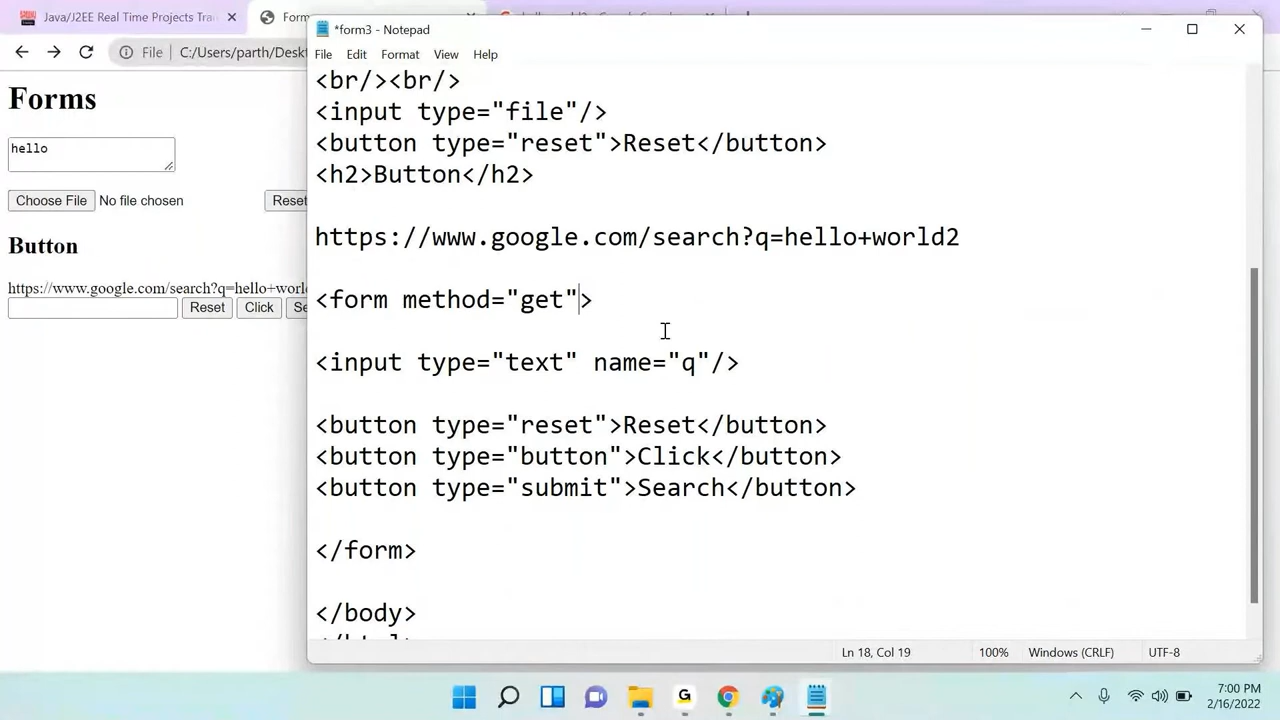 Java/J2EE Real Time Projects Tra
Form
File
C:/Users/parth/Deskt
Forms
hello
Choose File No file chosen
Reset
Button
https://www.google.com/search?q=hello+worl
Reset Click Se
*form3 - Notepad
File Edit Format View Help
<br/><br/>
<input type="file"/>
<button type="reset">Reset</button>
<h2>Button</h2>
https://www.google.com/search?q=hello+world2
<form method="get">
<input type="text" name="q"/>
<button type="reset">Reset</button>
<button type="button">Click</button>
<button type="submit">Search</button>
</form>
</body>
Ln 18, Col 19 100% Windows (CRLF) UTF-8
G
7:00 PM
2/16/2022